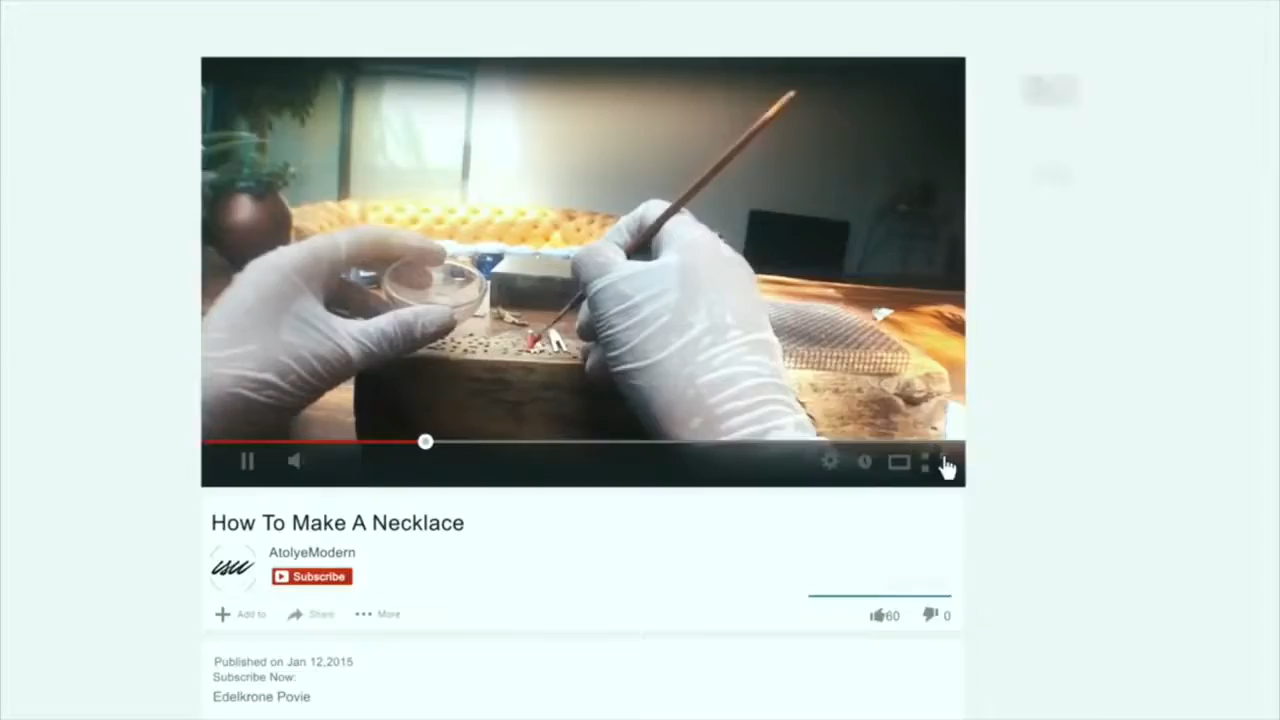 How To Make A Necklace
isu
AtolyeModern
Subscribe
Add to
Share
More
60
0
Published on Jan 12,2015
Subscribe Now:
Edelkrone Povie